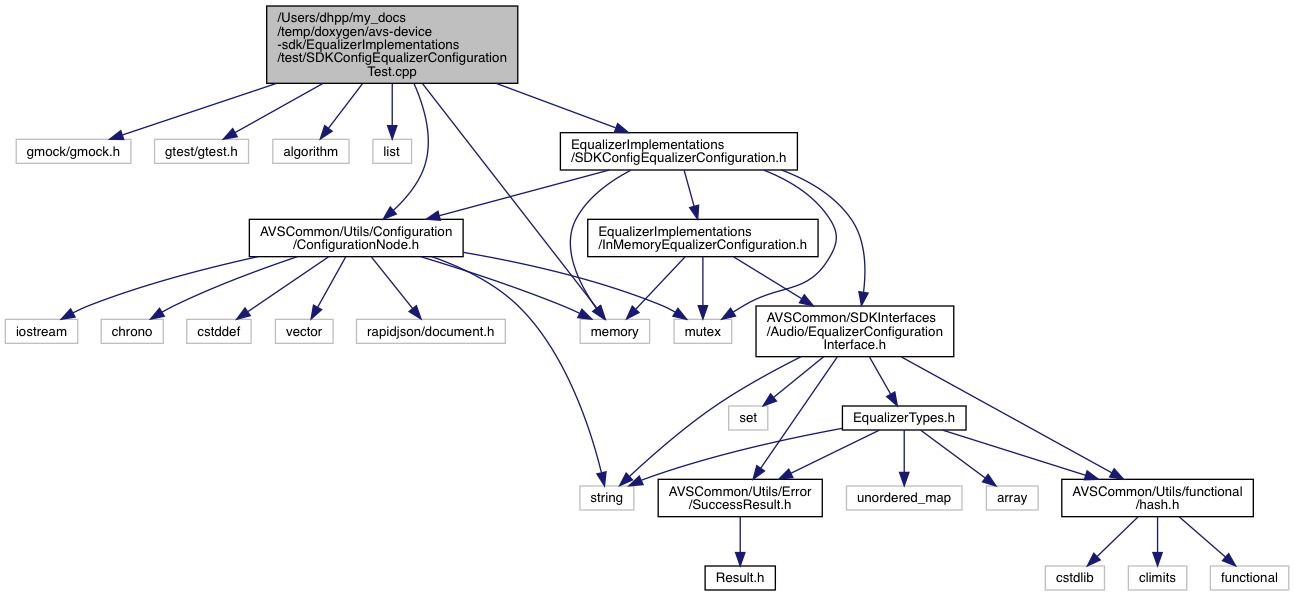 /Users/dhpp/my_docs
/temp/doxygen/avs-device
-sdk/EqualizerImplementations
/test/SDKConfigEqualizerConfiguration
Test.cpp
gmock/gmock.h
gtest/gtest.h
algorithm
list
EqualizerImplementations
/SDKConfigEqualizerConfiguration.h
AVSCommon/Utils/Configuration
/ConfigurationNode.h
EqualizerImplementations
/InMemoryEqualizerConfiguration.h
iostream
chrono
cstddef
vector
rapidjson/document.h
memory
mutex
AVSCommon/SDKInterfaces
/Audio/EqualizerConfiguration
Interface.h
set
EqualizerTypes.h
string
AVSCommon/Utils/Error
/SuccessResult.h
unordered_map
array
AVSCommon/Utils/functional
/hash.h
Result.h
cstdlib
climits
functional